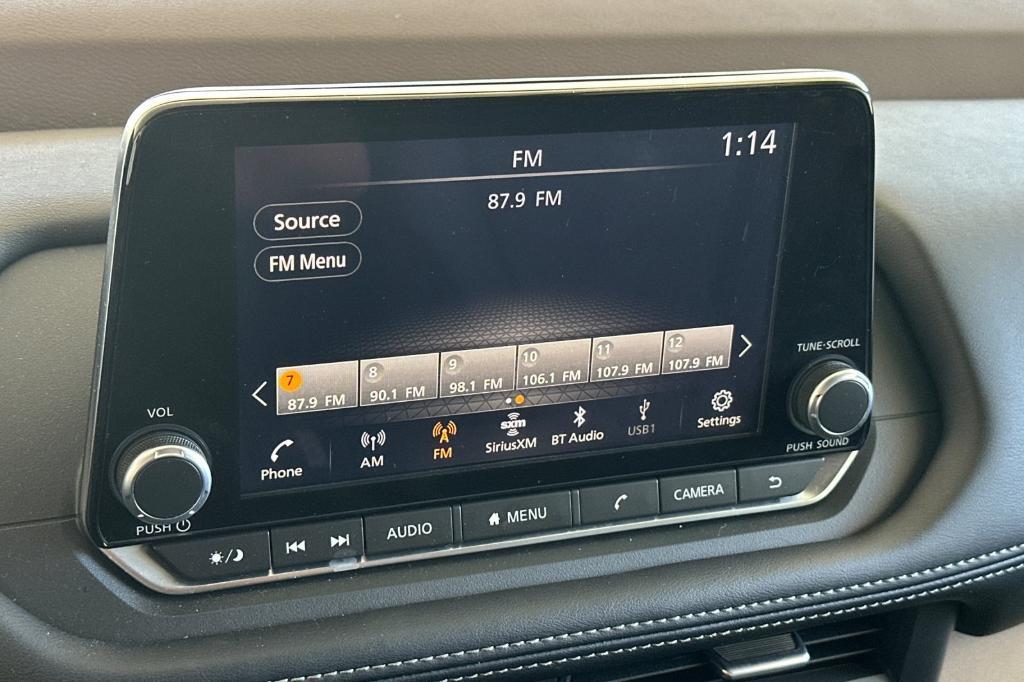 FM
1:14
87.9 FM
Source
FM Menu
7
87.9 FM
8
90.1 FM
9
98.1 FM
10
106.1 FM
11
107.9 FM
12
107.9 FM
Phone
AM
FM
sxm
SiriusXM
BT Audio
USB1
Settings
VOL
PUSH
TUNE·SCROLL
PUSH SOUND
AUDIO
MENU
CAMERA